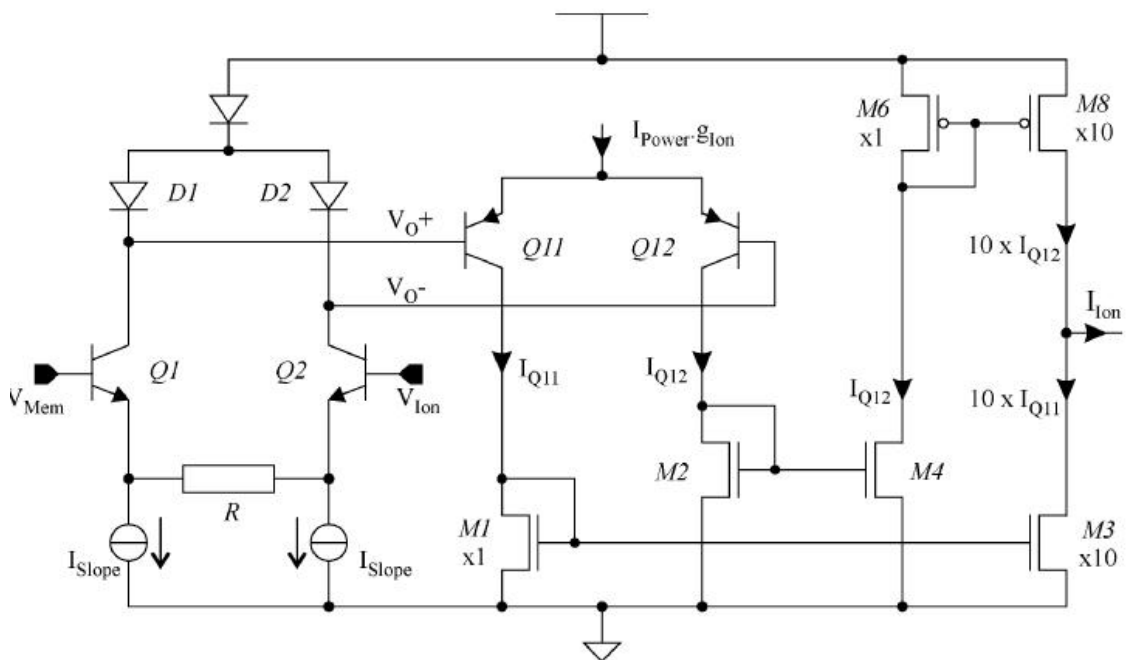 M6
x1
M8
x10
I_Power.g_Ion
D1
D2
V_O+
Q11
Q12
10 x I_Q12
V_O-
I_Ion
Q1
Q2
I_Q11
I_Q12
I_Q12
10 x I_Q11
V_Mem
V_Ion
M2
M4
R
M1
x1
M3
x10
I_Slope
I_Slope